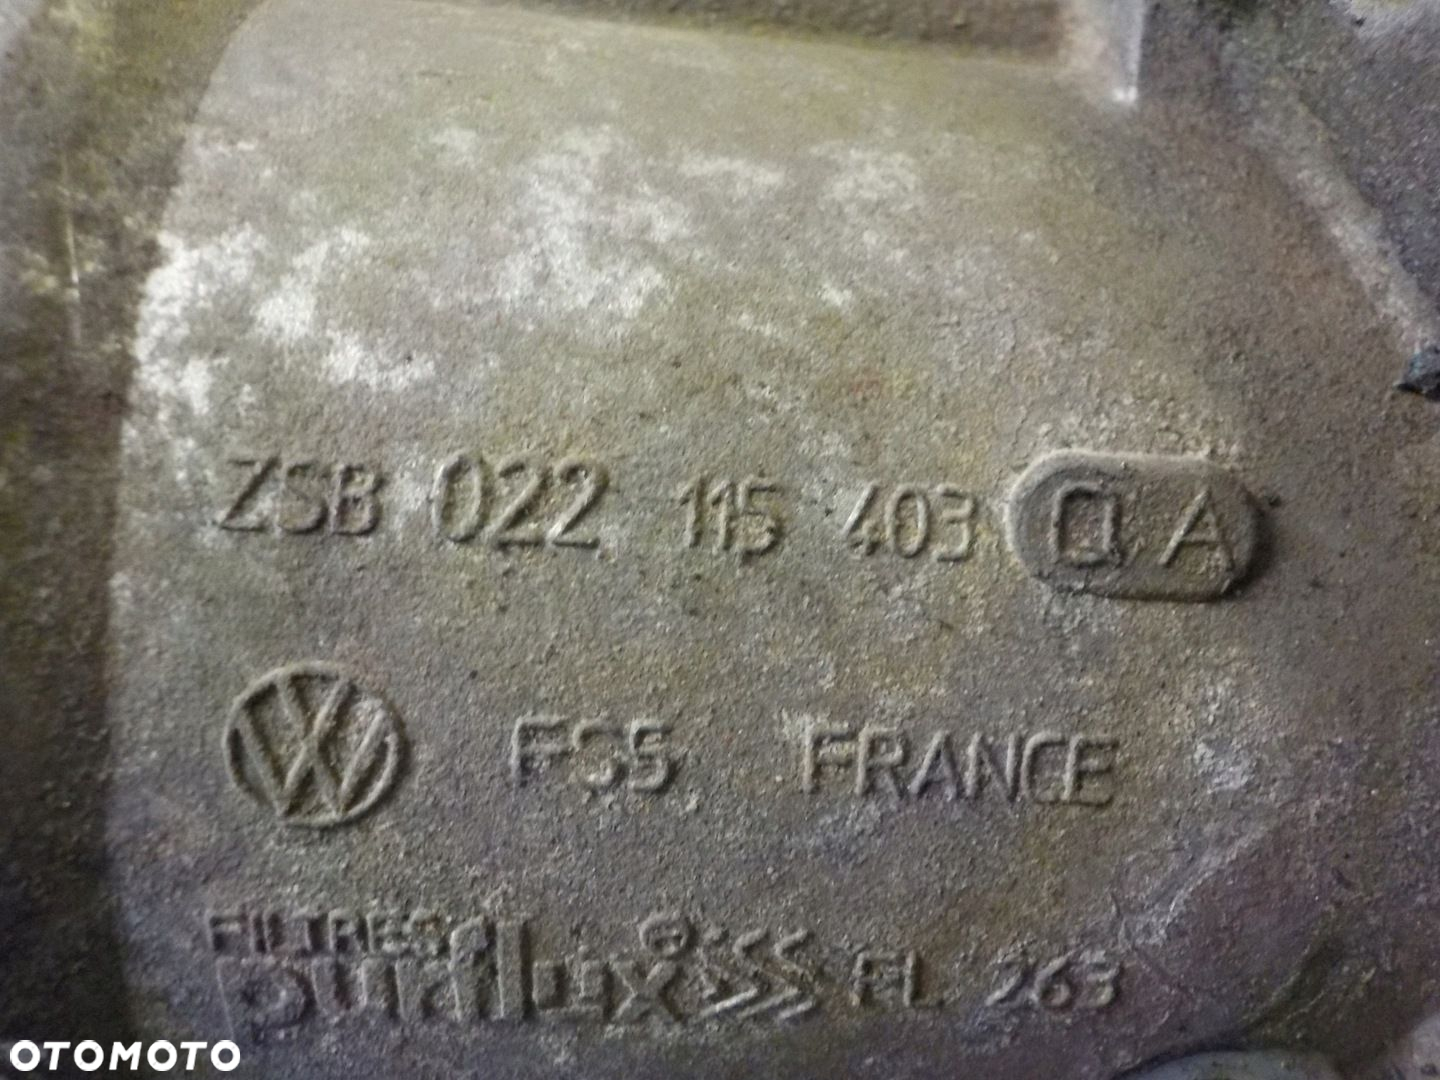 ZSB 022 115 403 Q A
VW FSS FRANCE
FILTRES
purflux FL 263
OTOMOTO